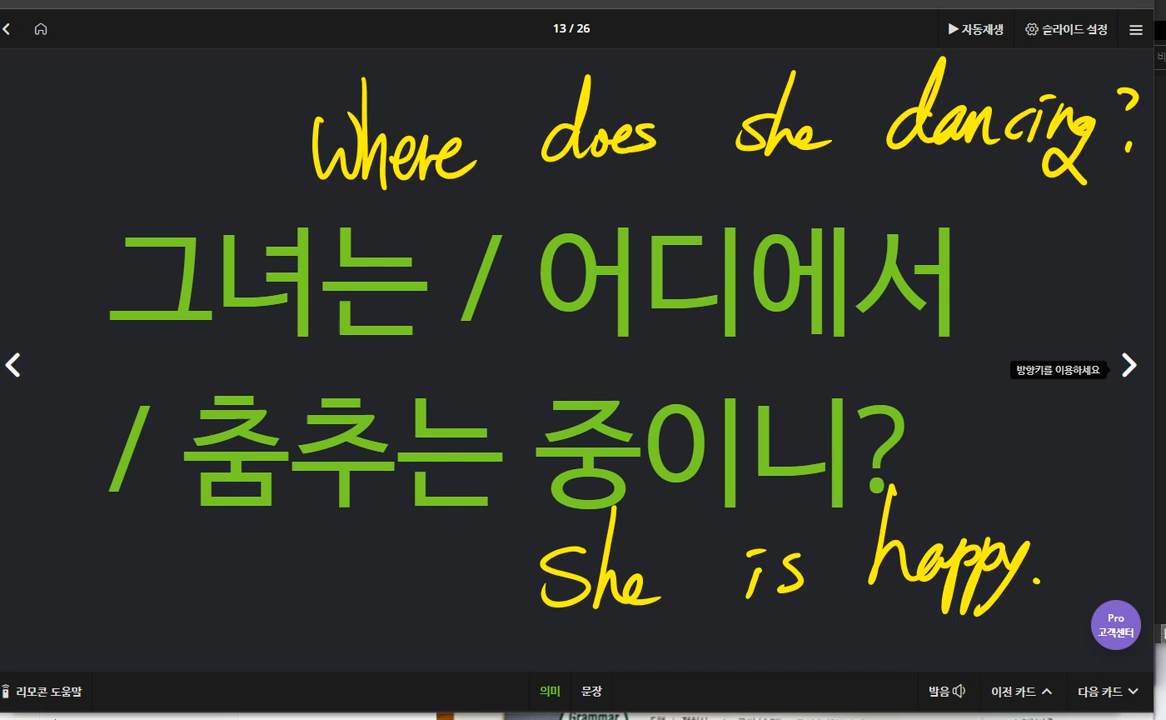 13 / 26
자동재생
슬라이드 설정
where does she dancing?
그녀는 / 어디에서
방향키를 이용하세요
/ 춤추는 중이니?
She is happy.
Pro
고객센터
리모콘 도움말
의미
문장
발음
이전 카드
다음 카드
Grammar